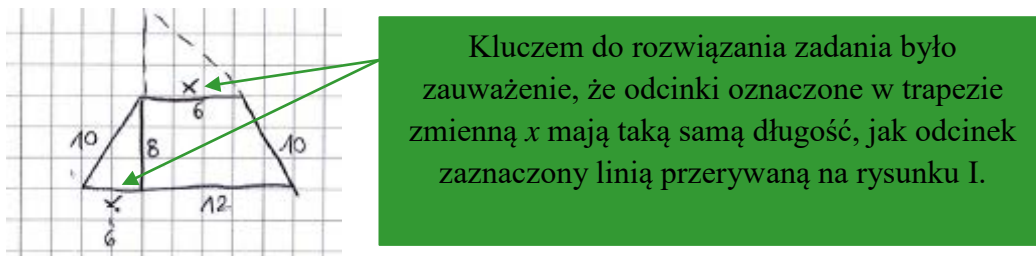 x
6
10
8
10
x
12
6
Kluczem do rozwiązania zadania było
zauważenie, że odcinki oznaczone w trapezie
zmienną x mają taką samą długość, jak odcinek
zaznaczony linią przerywaną na rysunku I.